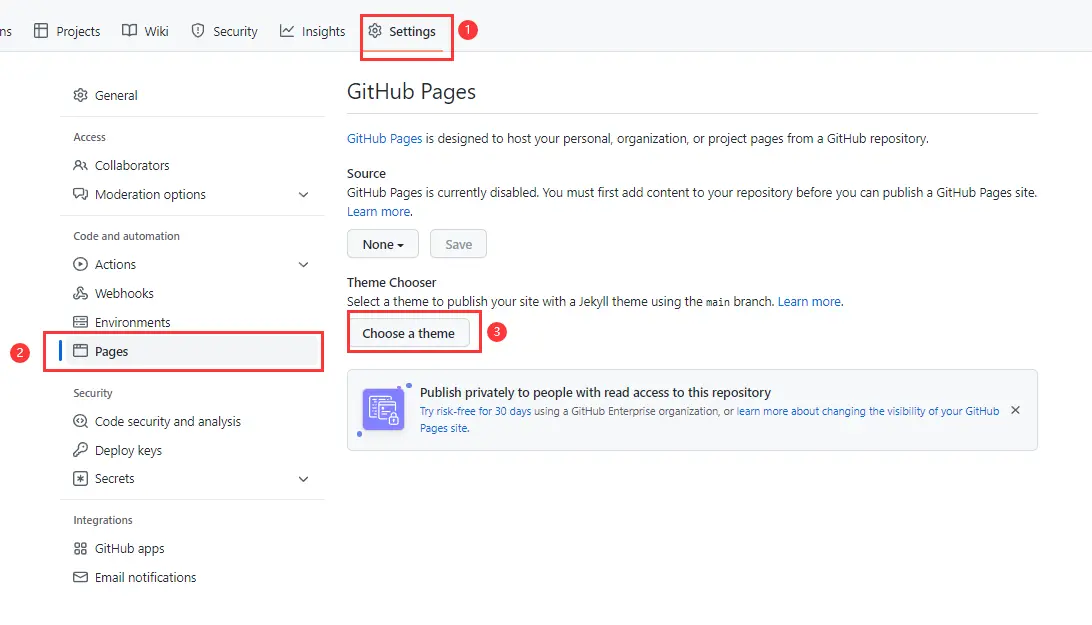 ns Projects Wiki Security Insights Settings 1
General
Access
Collaborators
Moderation options
Code and automation
Actions
Webhooks
Environments
2 Pages
Security
Code security and analysis
Deploy keys
Secrets
Integrations
GitHub apps
Email notifications
GitHub Pages
GitHub Pages is designed to host your personal, organization, or project pages from a GitHub repository.
Source
GitHub Pages is currently disabled. You must first add content to your repository before you can publish a GitHub Pages site.
Learn more.
None Save
Theme Chooser
Select a theme to publish your site with a Jekyll theme using the main branch. Learn more.
Choose a theme 3
Publish privately to people with read access to this repository
Try risk-free for 30 days using a GitHub Enterprise organization, or learn more about changing the visibility of your GitHub
Pages site.